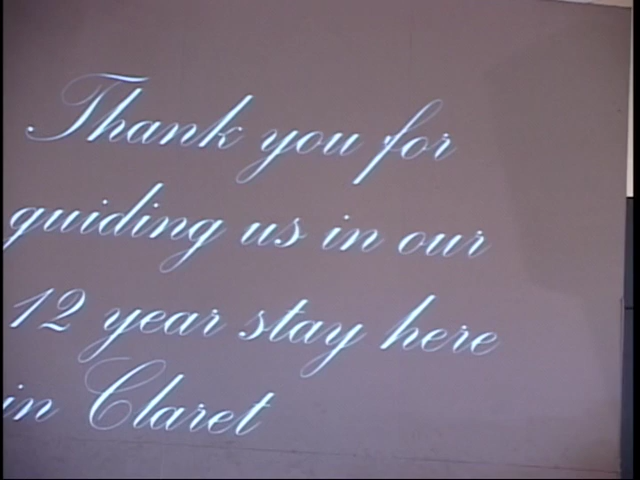 Thank you for
guiding us in our
12 year stay here
in Claret